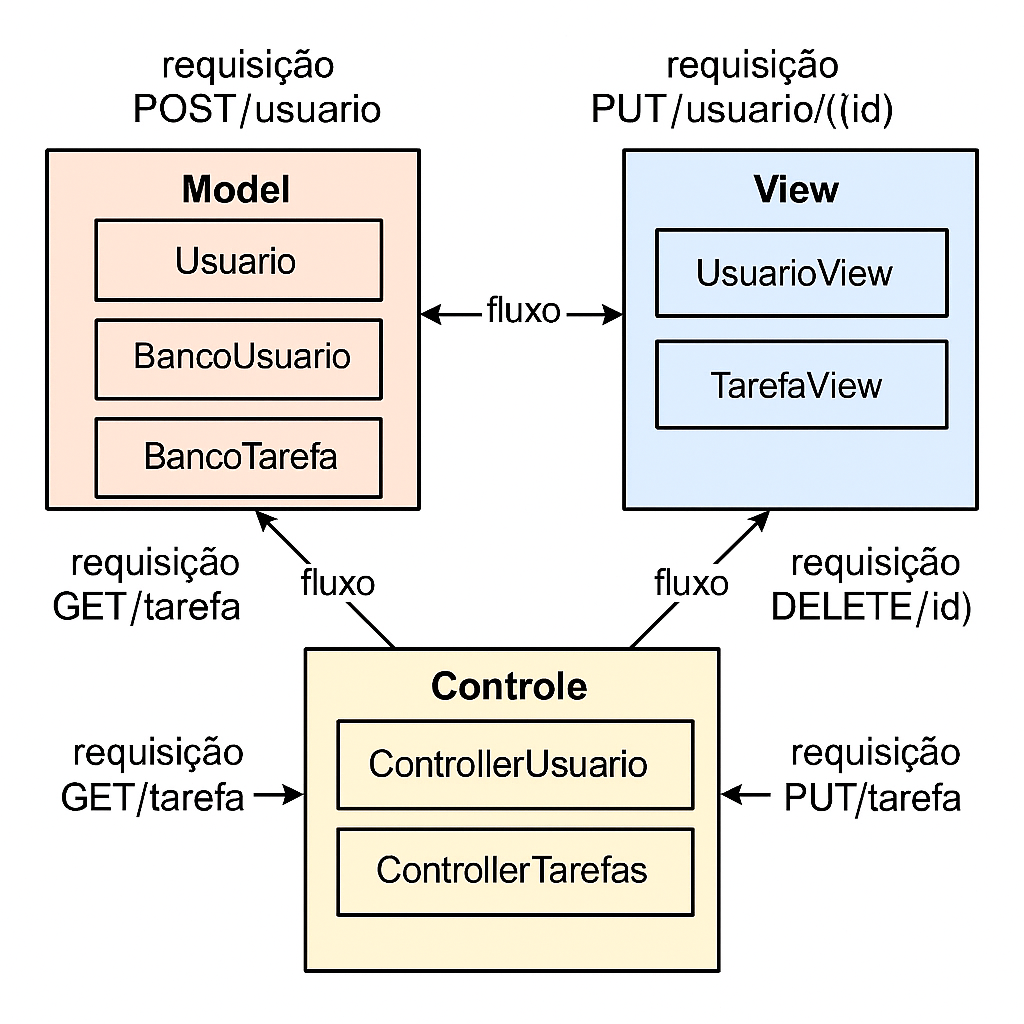 requisição
POST/usuario
requisição
PUT/usuario/((id)
Model
Usuario
BancoUsuario
BancoTarefa
fluxo
View
UsuarioView
TarefaView
requisição
GET/tarefa
fluxo
fluxo
requisição
DELETE/id)
Controle
ControllerUsuario
ControllerTarefas
requisição
GET/tarefa
requisição
PUT/tarefa